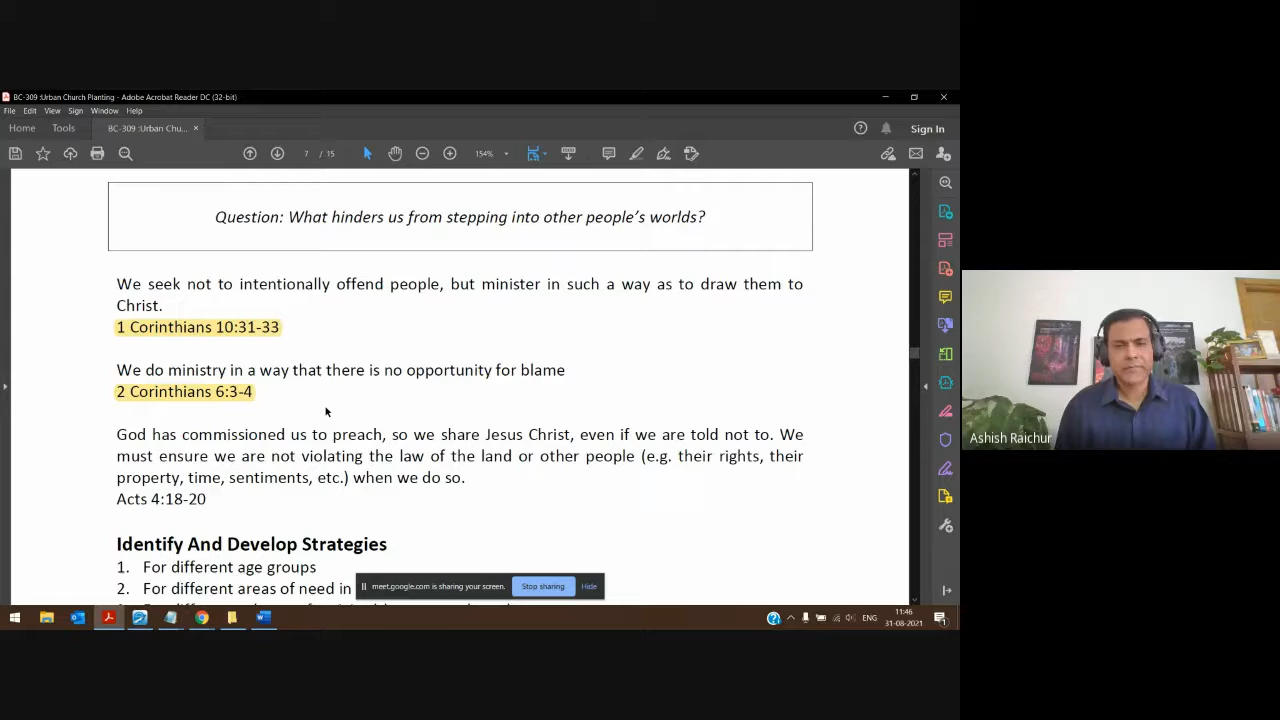 BC-309 :Urban Church Planting - Adobe Acrobat Reader DC (32-bit)
File Edit View Sign Window Help
Home Tools BC-309 :Urban Chu... × Sign In
7 / 15 154%
Question: What hinders us from stepping into other people's worlds?
We seek not to intentionally offend people, but minister in such a way as to draw them to
Christ.
1 Corinthians 10:31-33
We do ministry in a way that there is no opportunity for blame
2 Corinthians 6:3-4
God has commissioned us to preach, so we share Jesus Christ, even if we are told not to. We
must ensure we are not violating the law of the land or other people (e.g. their rights, their
property, time, sentiments, etc.) when we do so.
Acts 4:18-20
Identify And Develop Strategies
1. For different age groups
2. For different areas of need in
meet.google.com is sharing your screen. Stop sharing Hide
ENG 11:46
31-08-2021
Ashish Raichur